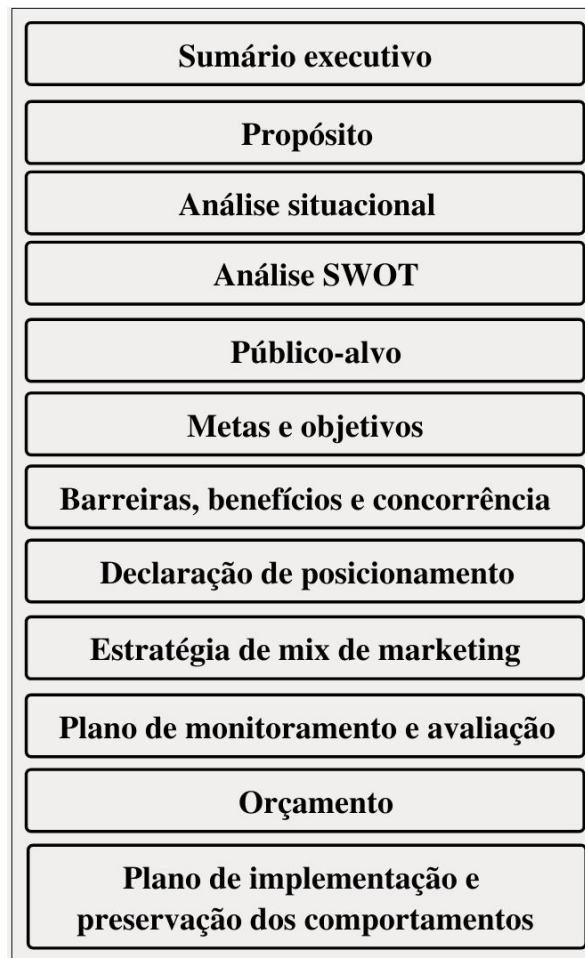 Sumário executivo
Propósito
Análise situacional
Análise SWOT
Público-alvo
Metas e objetivos
Barreiras, benefícios e concorrência
Declaração de posicionamento
Estratégia de mix de marketing
Plano de monitoramento e avaliação
Orçamento
Plano de implementação e
preservação dos comportamentos